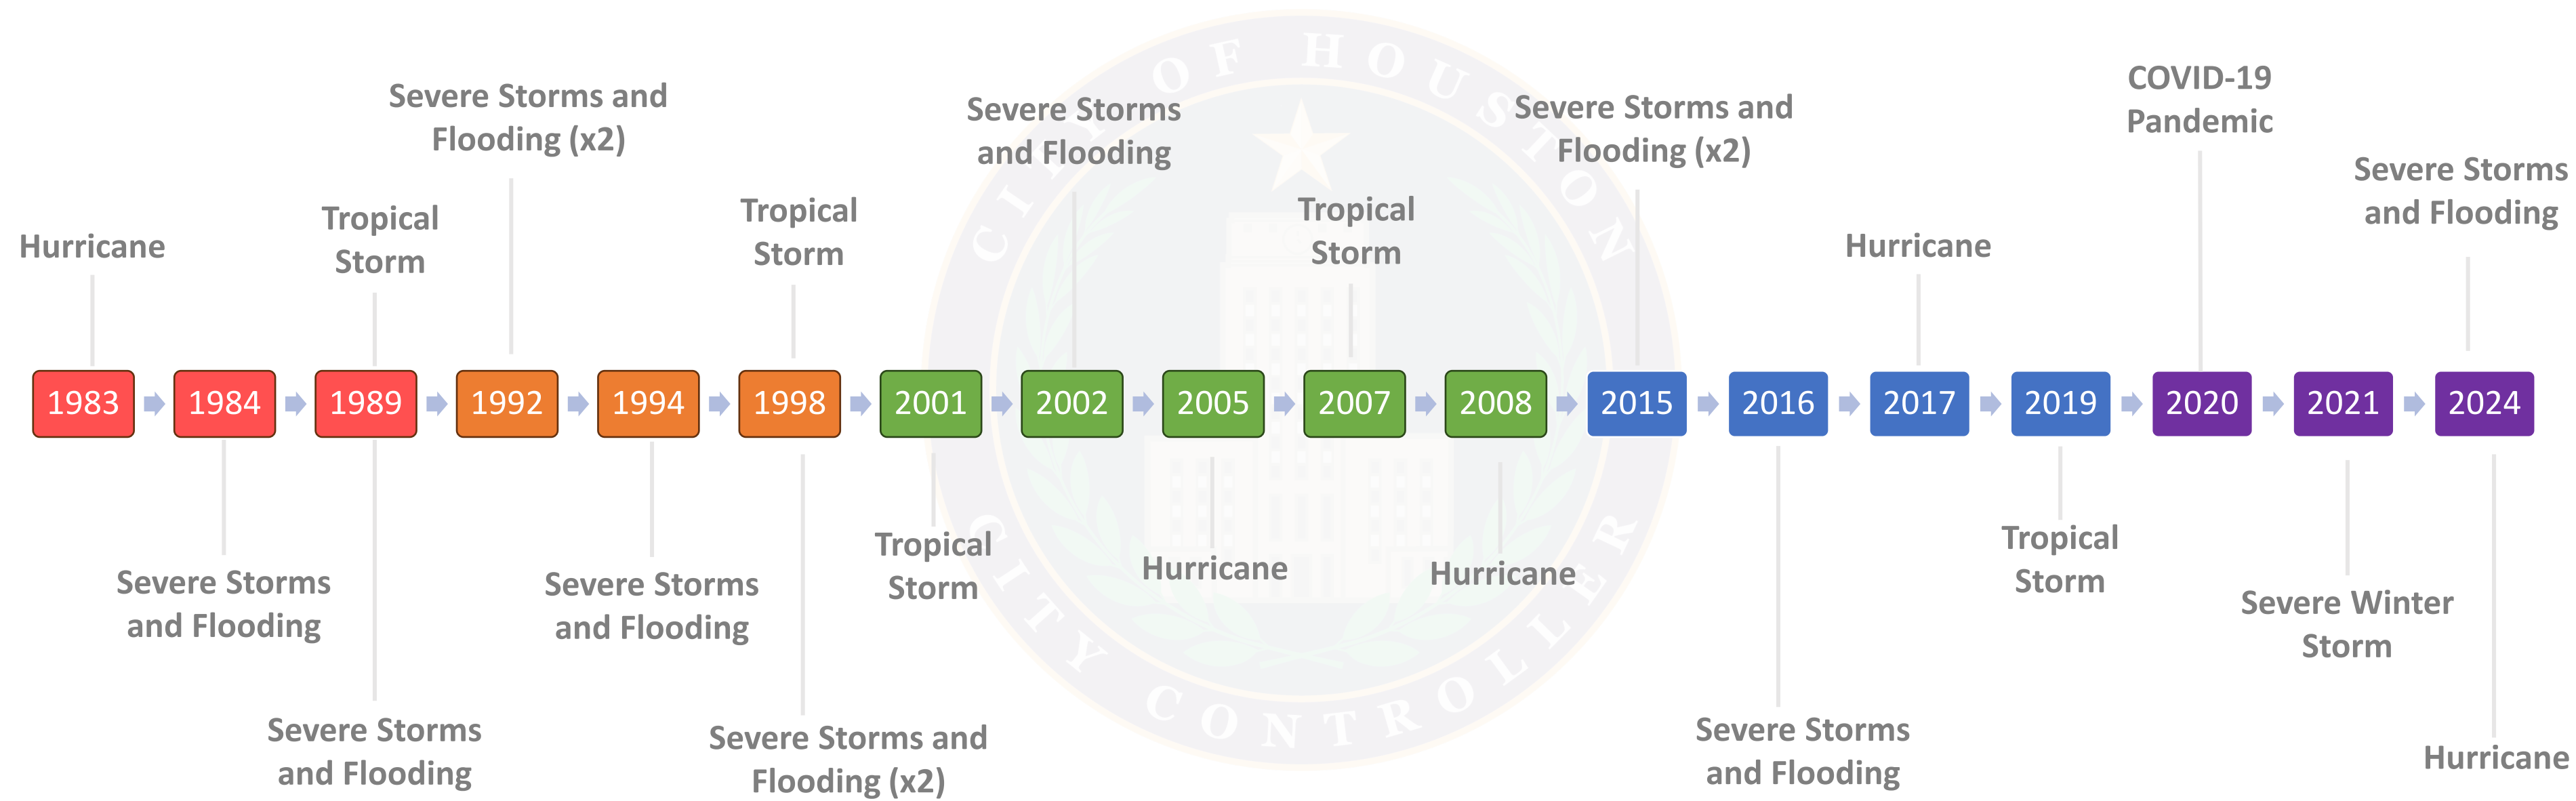 CITY OF HOUSTON
CITY CONTROLLER
Hurricane
Tropical
Storm
Severe Storms and
Flooding (x2)
Tropical
Storm
Severe Storms
and Flooding
Tropical
Storm
Severe Storms and
Flooding (x2)
Hurricane
COVID-19
Pandemic
Severe Storms
and Flooding
1983
1984
1989
1992
1994
1998
2001
2002
2005
2007
2008
2015
2016
2017
2019
2020
2021
2024
Severe Storms
and Flooding
Severe Storms
and Flooding
Severe Storms
and Flooding
Severe Storms and
Flooding (x2)
Tropical
Storm
Hurricane
Hurricane
Severe Storms
and Flooding
Tropical
Storm
Severe Winter
Storm
Hurricane